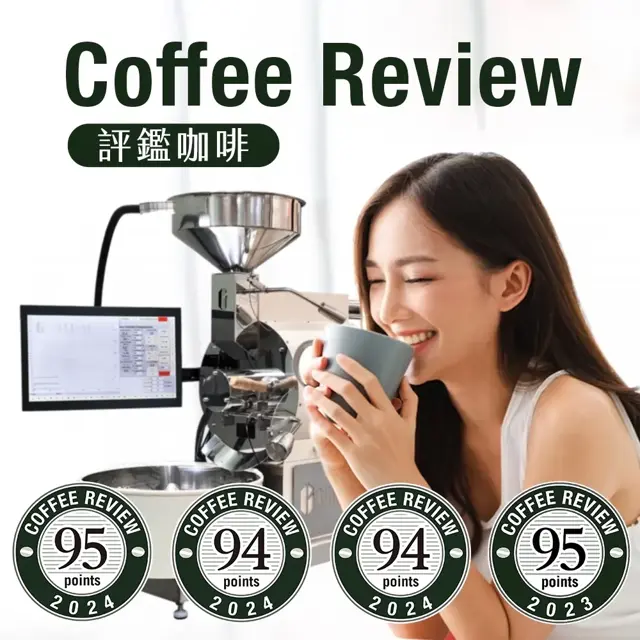 Coffee Review
評鑑咖啡
COFFEE REVIEW
95
points
2024
COFFEE REVIEW
94
points
2024
COFFEE REVIEW
94
points
2024
COFFEE REVIEW
95
points
2023